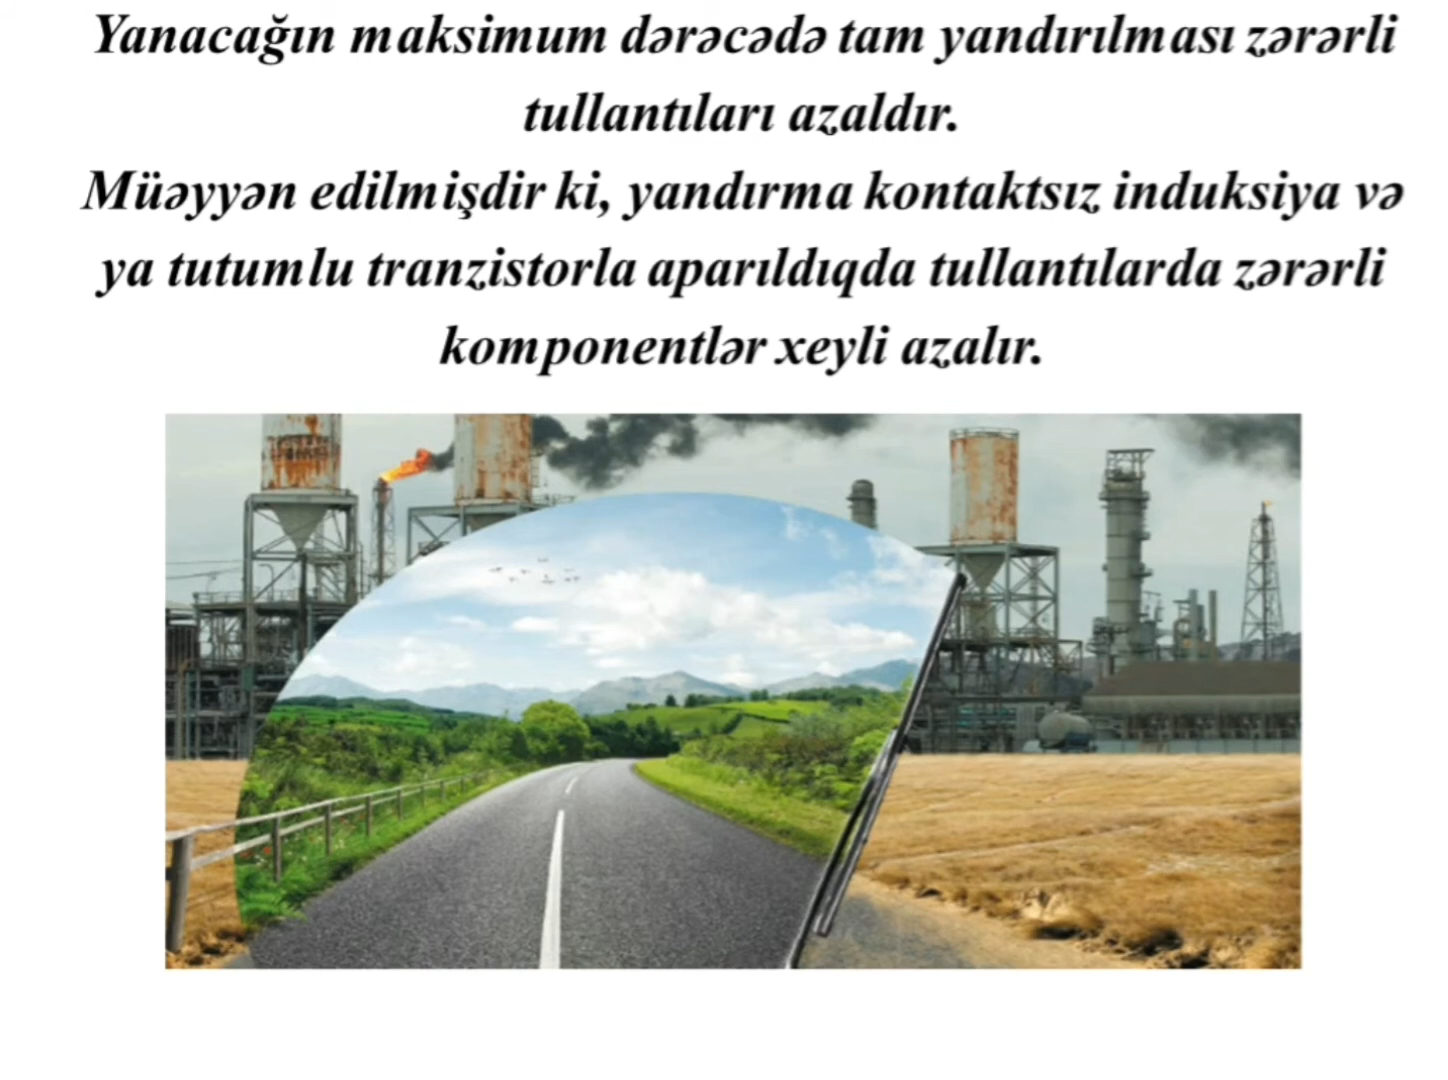 Yanacağın maksimum dərəcədə tam yandırılması zərərli
tullantıları azaldır.
Müəyyən edilmişdir ki, yandırma kontaktsız induksiya və
ya tutumlu tranzistorla aparıldıqda tullantılarda zərərli
komponentlər xeyli azalır.